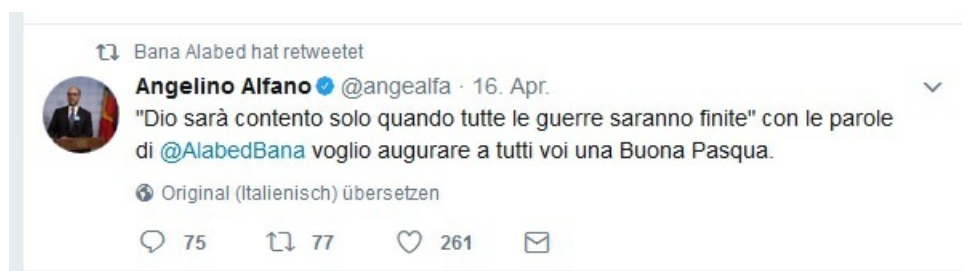 Bana Alabed hat retweetet
Angelino Alfano @angealfa · 16. Apr.
"Dio sarà contento solo quando tutte le guerre saranno finite" con le parole
di @AlabedBana voglio augurare a tutti voi una Buona Pasqua.
Original (Italienisch) übersetzen
75 77 261